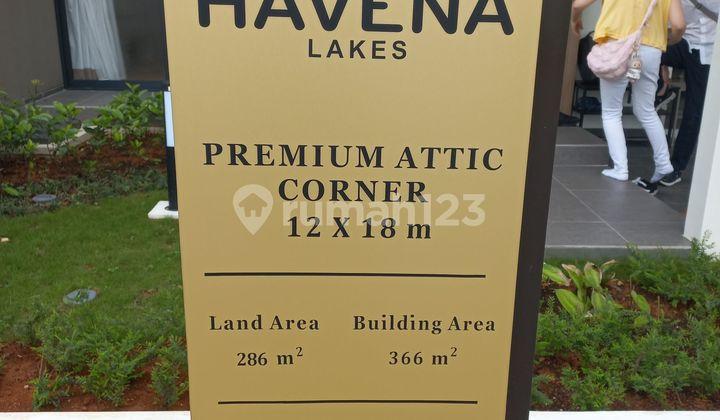 HAVENA
LAKES
PREMIUM ATTIC
CORNER
rumah123
12 X 18 m
Land Area Building Area
286 m² 366 m²